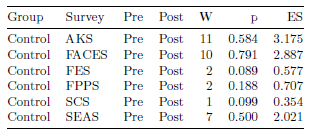 Group Survey Pre Post W p ES
Control AKS Pre Post 11 0.584 3.175
Control FACES Pre Post 10 0.791 2.887
Control FES Pre Post 2 0.089 0.577
Control FPPS Pre Post 2 0.188 0.707
Control SCS Pre Post 1 0.099 0.354
Control SEAS Pre Post 7 0.500 2.021